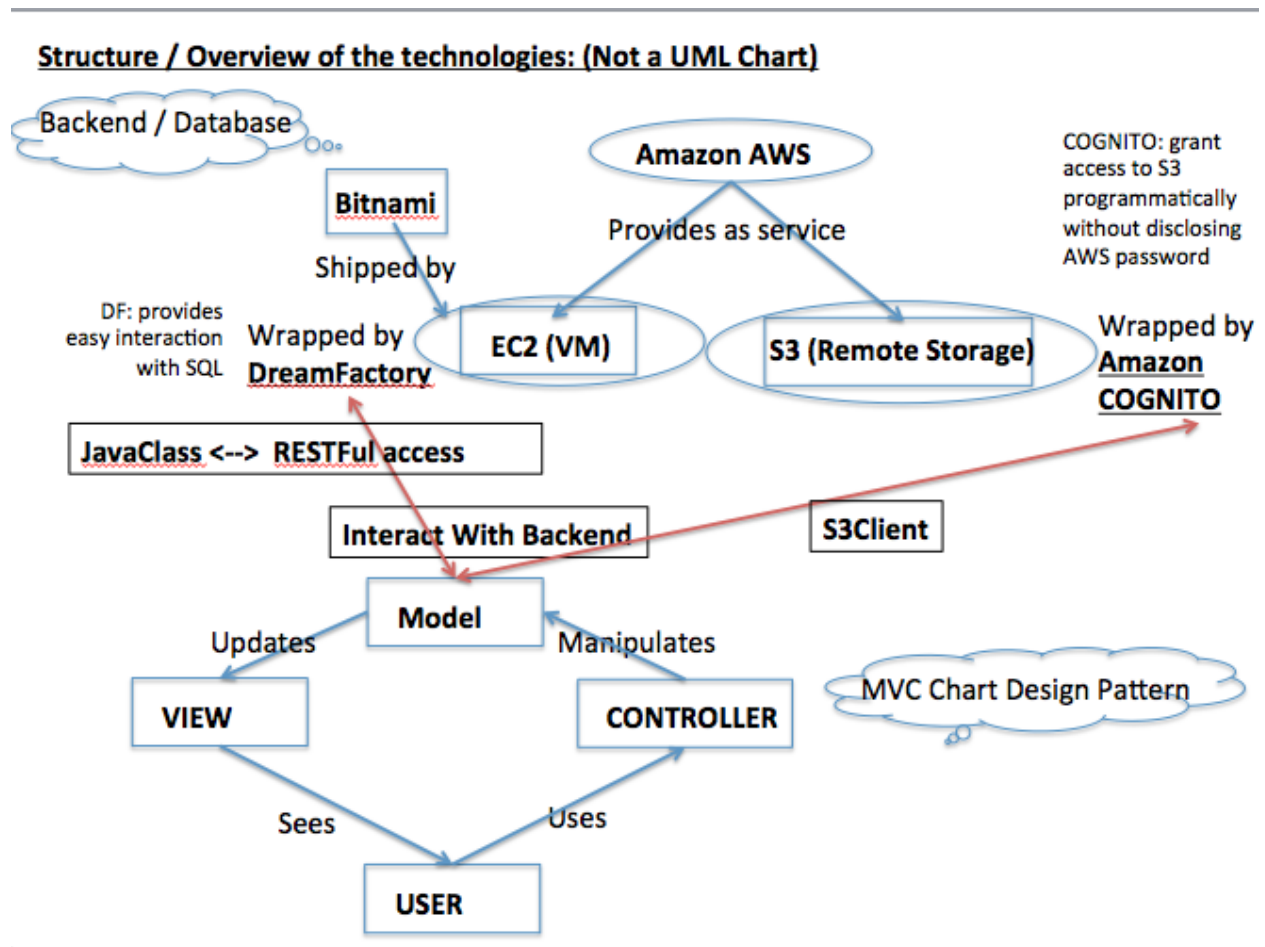 Structure / Overview of the technologies: (Not a UML Chart)
Backend / Database
Amazon AWS
COGNITO: grant
access to S3
programmatically
without disclosing
AWS password
Bitnami
Provides as service
Shipped by
DF: provides
easy interaction
with SQL
Wrapped by
DreamFactory
EC2 (VM)
S3 (Remote Storage)
Wrapped by
Amazon
COGNITO
JavaClass <--> RESTFul access
Interact With Backend
S3Client
Model
Updates
Manipulates
VIEW
CONTROLLER
MVC Chart Design Pattern
Sees
Uses
USER